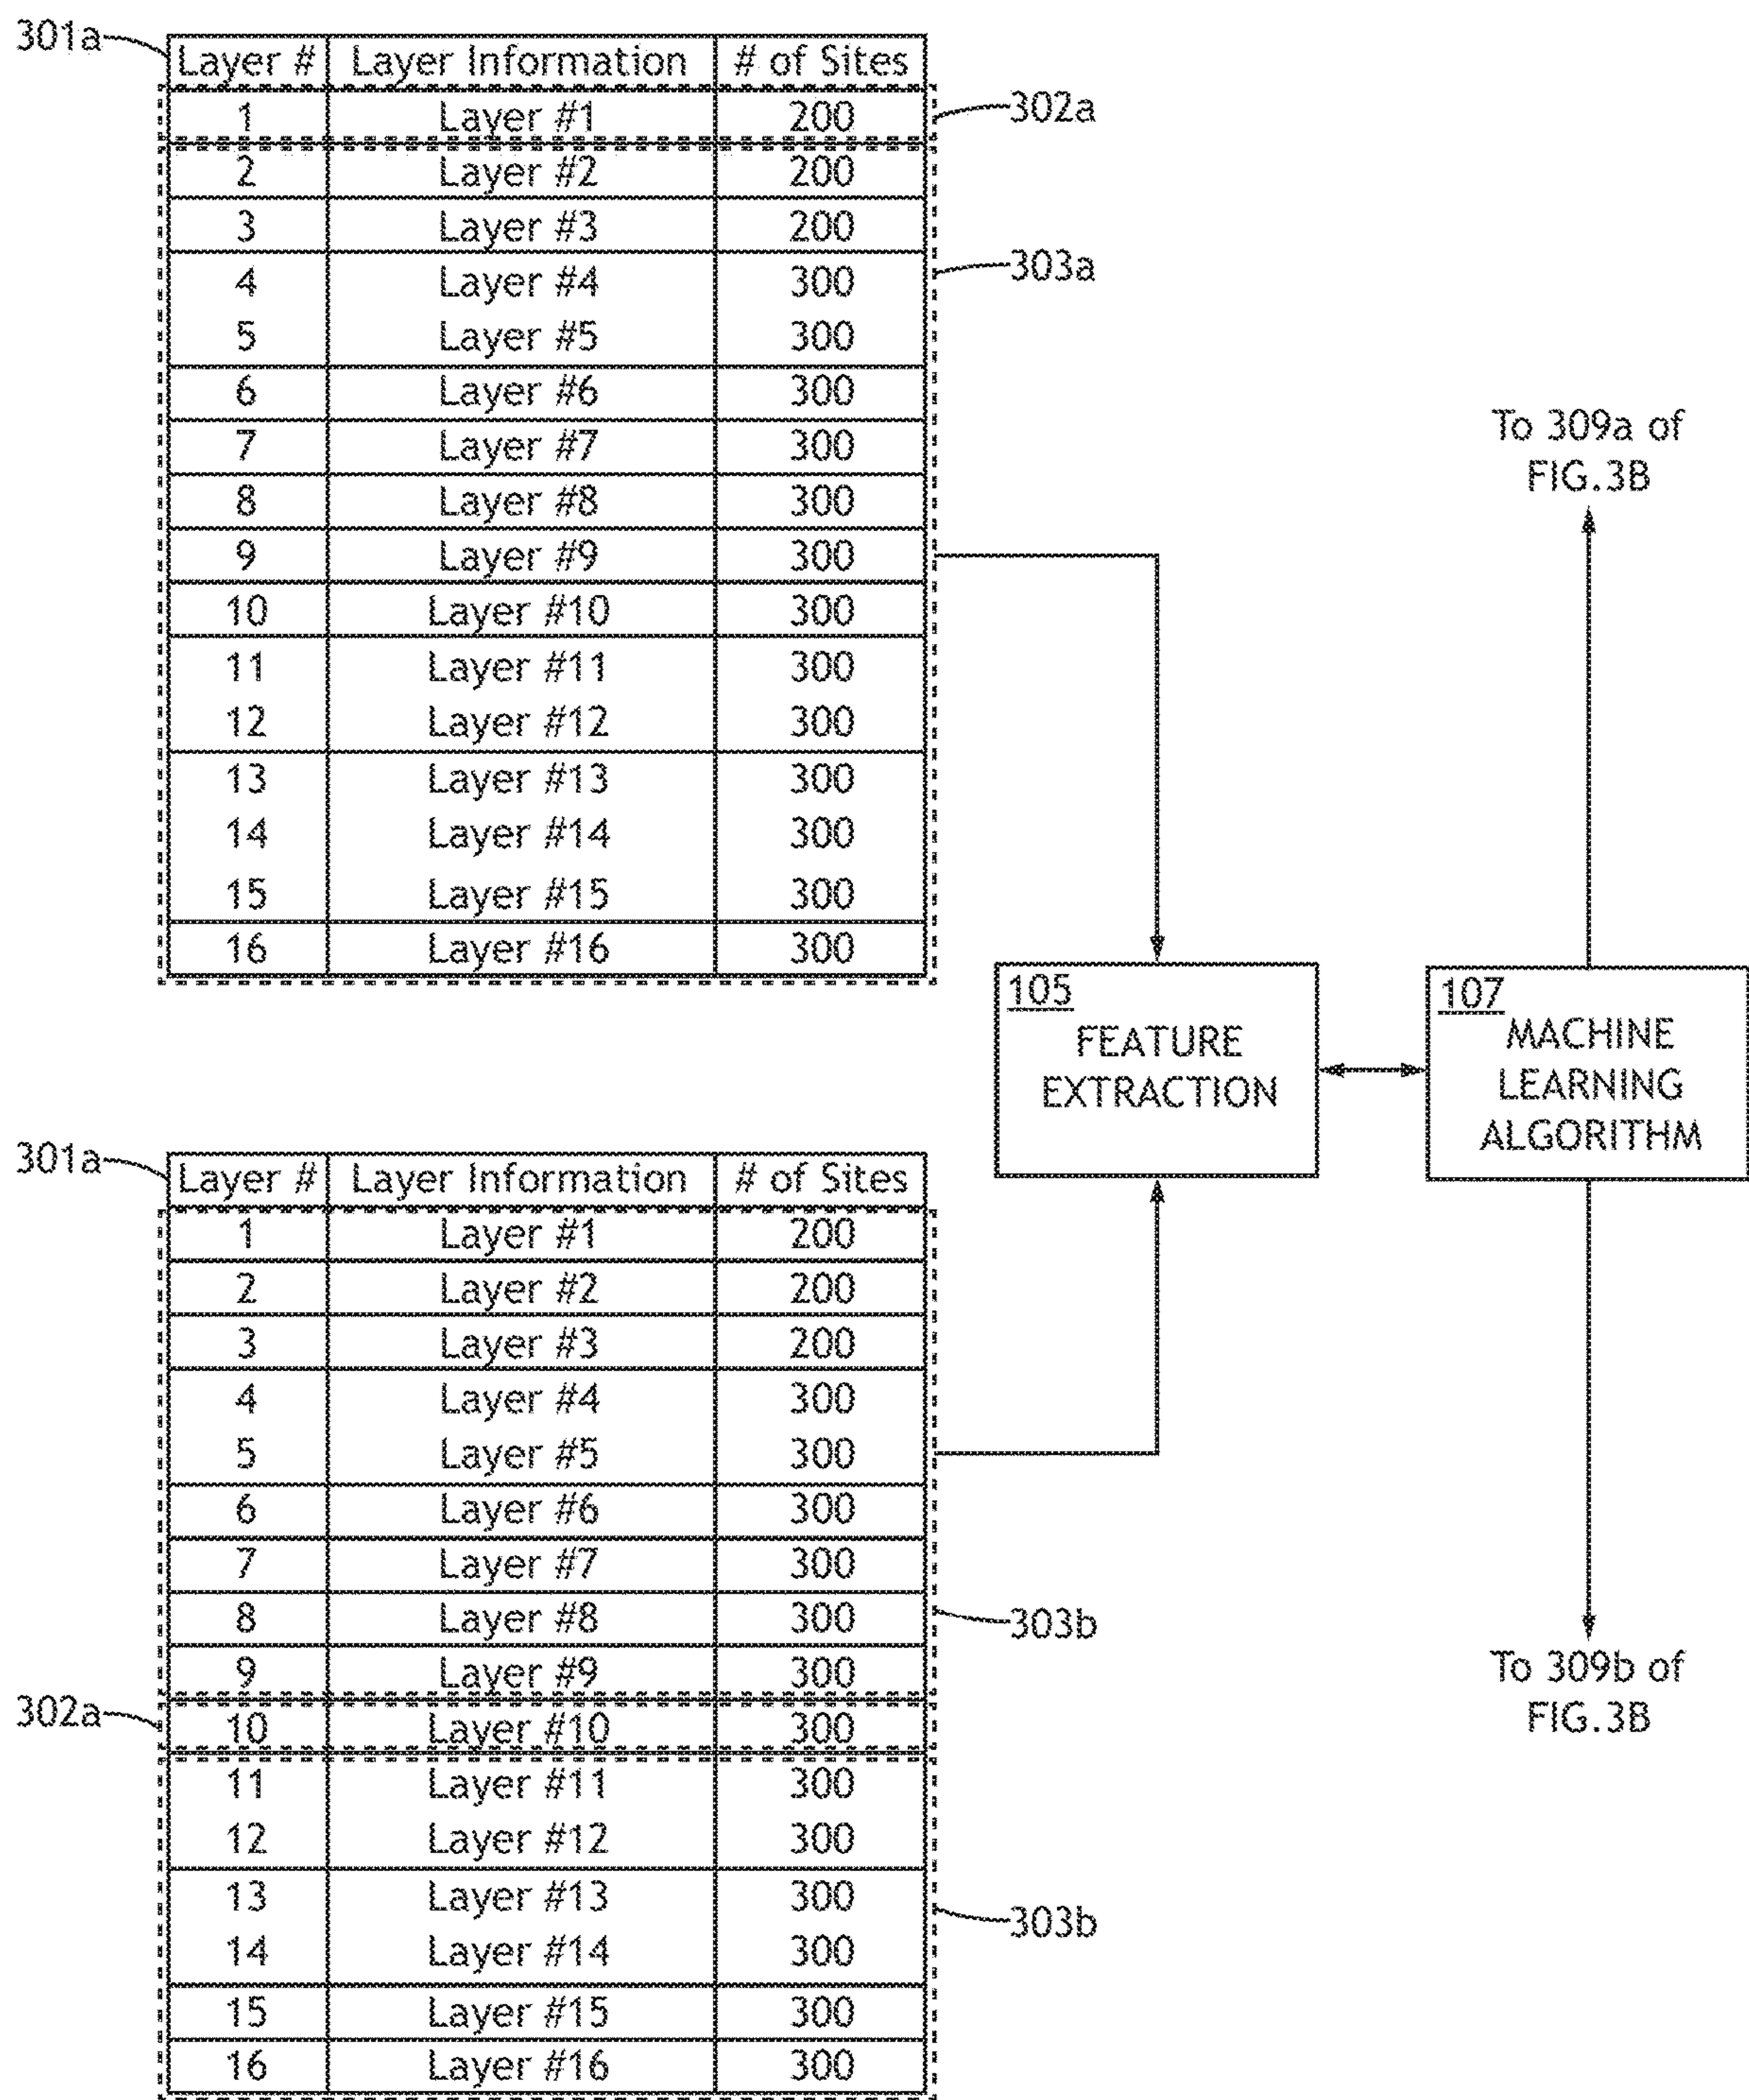 301a
Layer # Layer Information # of Sites
1 Layer #1 200
302a
2 Layer #2 200
3 Layer #3 200
303a
4 Layer #4 300
5 Layer #5 300
6 Layer #6 300
7 Layer #7 300
8 Layer #8 300
9 Layer #9 300
10 Layer #10 300
11 Layer #11 300
12 Layer #12 300
13 Layer #13 300
14 Layer #14 300
15 Layer #15 300
16 Layer #16 300
To 309a of
FIG.3B
105
FEATURE
EXTRACTION
107
MACHINE
LEARNING
ALGORITHM
To 309b of
FIG.3B
301a
Layer # Layer Information # of Sites
1 Layer #1 200
2 Layer #2 200
3 Layer #3 200
4 Layer #4 300
5 Layer #5 300
6 Layer #6 300
7 Layer #7 300
8 Layer #8 300
303b
9 Layer #9 300
302a
10 Layer #10 300
11 Layer #11 300
12 Layer #12 300
13 Layer #13 300
303b
14 Layer #14 300
15 Layer #15 300
16 Layer #16 300